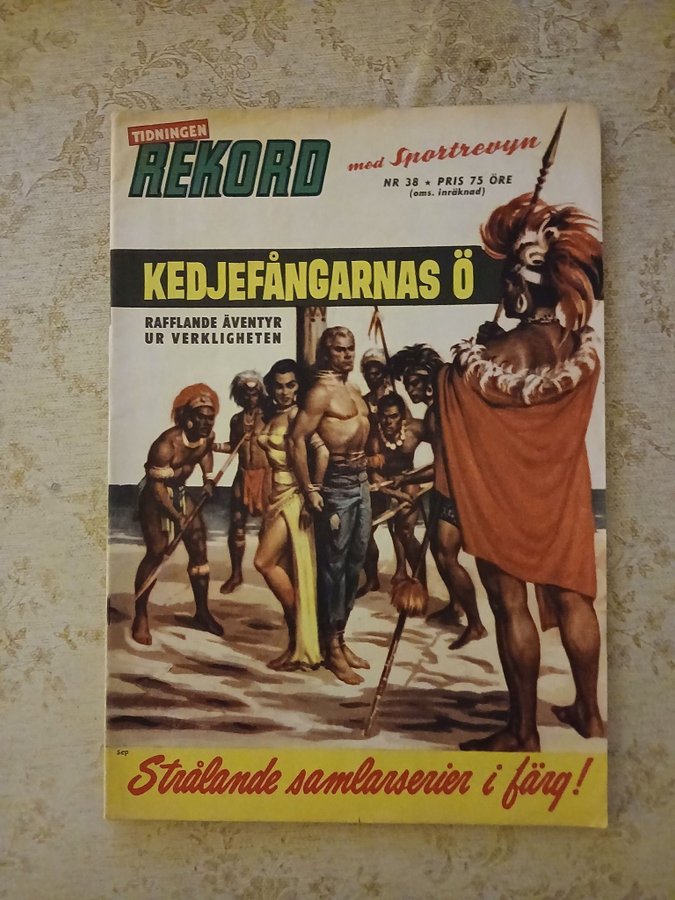 TIDNINGEN
REKORD
med Sportrevyn
NR 38 ★ PRIS 75 ÖRE
(oms. inräknad)
KEDJEFÅNGARNAS Ö
RAFFLANDE ÄVENTYR
UR VERKLIGHETEN
Sep
Strålande samlarserier i färg!